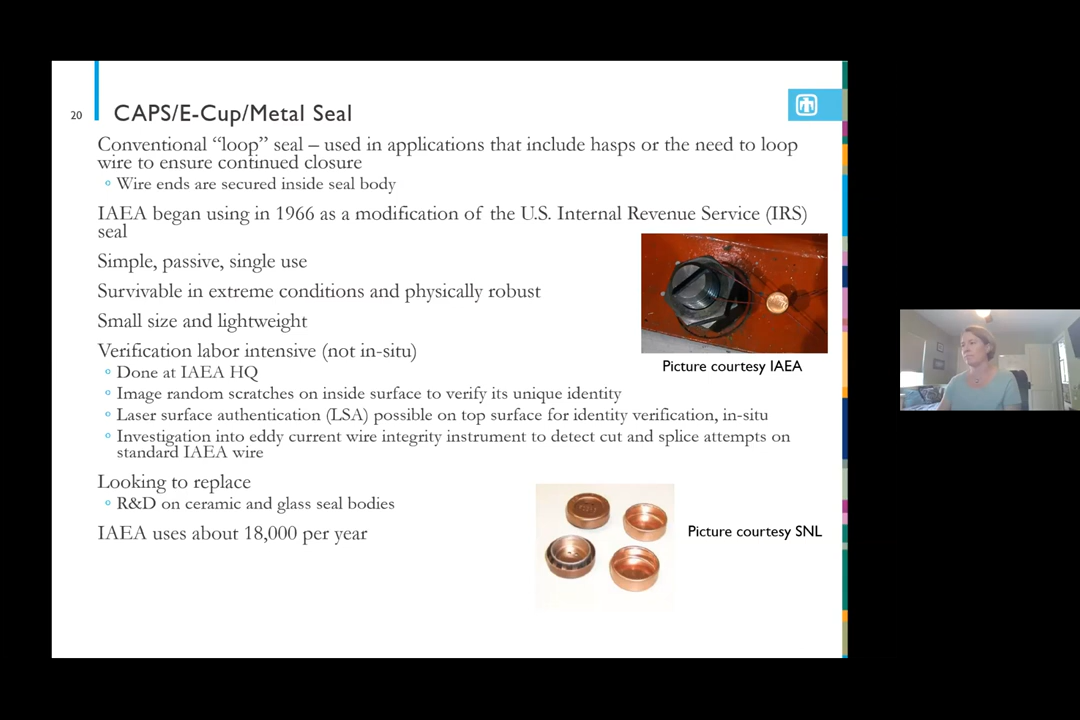 20
CAPS/E-Cup/Metal Seal
Conventional “loop” seal – used in applications that include hasps or the need to loop
wire to ensure continued closure
Wire ends are secured inside seal body
IAEA began using in 1966 as a modification of the U.S. Internal Revenue Service (IRS)
seal
Simple, passive, single use
Survivable in extreme conditions and physically robust
Small size and lightweight
Verification labor intensive (not in-situ)
Picture courtesy IAEA
Done at IAEA HQ
Image random scratches on inside surface to verify its unique identity
Laser surface authentication (LSA) possible on top surface for identity verification, in-situ
Investigation into eddy current wire integrity instrument to detect cut and splice attempts on
standard IAEA wire
Looking to replace
R&D on ceramic and glass seal bodies
IAEA uses about 18,000 per year
Picture courtesy SNL